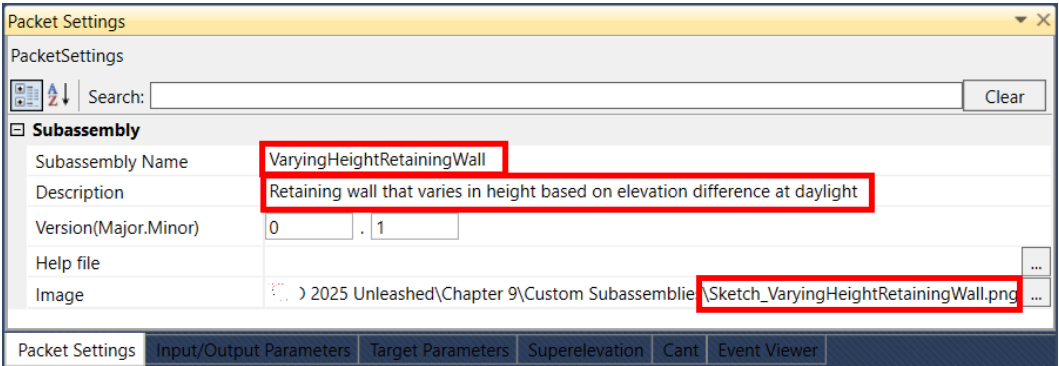 Packet Settings
PacketSettings
Search: Clear
Subassembly
Subassembly Name VaryingHeightRetainingWall
Description Retaining wall that varies in height based on elevation difference at daylight
Version(Major.Minor) 0 . 1
Help file ...
Image 2025 Unleashed\Chapter 9\Custom Subassemblie \Sketch_VaryingHeightRetainingWall.png ...
Packet Settings Input/Output Parameters Target Parameters Superelevation Cant Event Viewer